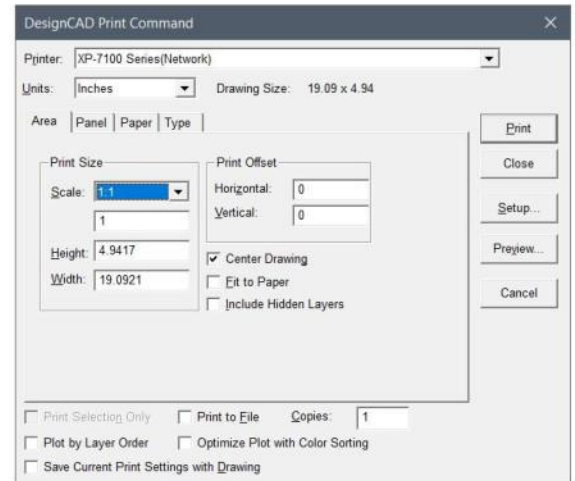 DesignCAD Print Command
Printer: XP-7100 Series(Network)
Units: Inches Drawing Size: 19.09 x 4.94
Area Panel Paper Type
Print
Close
Setup...
Preview...
Cancel
Print Size
Scale: 1:1
1
Height: 4.9417
Width: 19.0921
Print Offset
Horizontal: 0
Vertical: 0
Center Drawing
Fit to Paper
Include Hidden Layers
Print Selection Only Print to File Copies: 1
Plot by Layer Order Optimize Plot with Color Sorting
Save Current Print Settings with Drawing